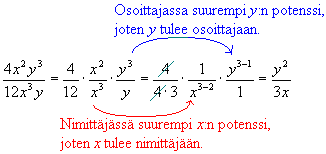 Osoittajassa suurempi y:n potenssi,
joten y tulee osoittajaan.
4x²y³/12x³y = 4/12 · x²/x³ · y³/y = 4/4·3 · 1/x³⁻² · y³⁻¹/1 = y²/3x
Nimittäjässä suurempi x:n potenssi,
joten x tulee nimittäjään.